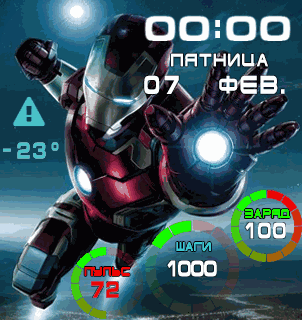 00:00
ПЯТНИЦА
07 ФЕВ.
-23°
ЗАРЯД
100
ШАГИ
1000
ПУЛЬС
72